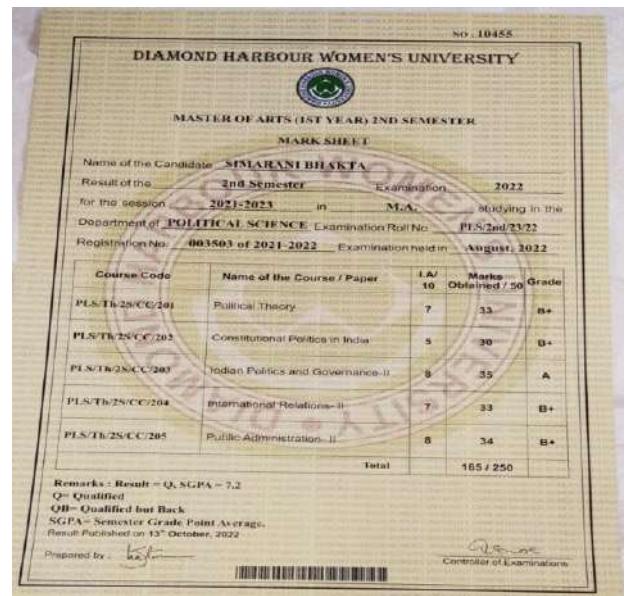 SO : 10455
DIAMOND HARBOUR WOMEN'S UNIVERSITY
MASTER OF ARTS (1ST YEAR) 2ND SEMESTER
MARK SHEET
Name of the Candidate SIMARANI BHAKTA
Result of the 2nd Semester Examination 2022
for the session 2021-2023 in M.A. studying in the
Department of POLITICAL SCIENCE Examination Roll No. PLS/2nd/23/22
Registration No. 003503 of 2021-2022 Examination held in August, 2022
Course Code Name of the Course / Paper I.A/ 10 Marks Obtained / 50 Grade
PLS/Th/2S/CC/201 Political Theory 7 33 B+
PLS/Th/2S/CC/202 Constitutional Politics in India 5 30 B+
PLS/Th/2S/CC/203 Indian Politics and Governance-II 8 35 A
PLS/Th/2S/CC/204 International Relations- II 7 33 B+
PLS/Th/2S/CC/205 Public Administration- II 8 34 B+
Total 165 / 250
Remarks : Result = Q, SGPA = 7.2
Q= Qualified
QB= Qualified but Back
SGPA= Semester Grade Point Average.
Result Published on 13th October, 2022
Prepared by :
Controller of Examinations